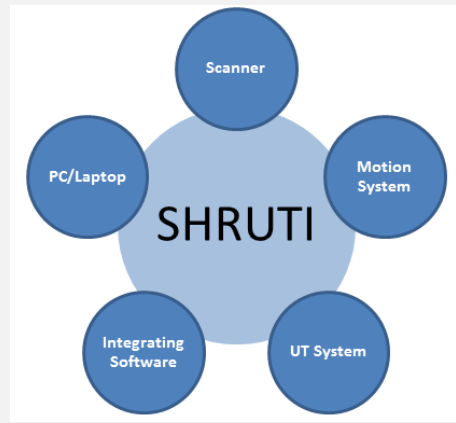 Scanner
PC/Laptop
Motion
System
SHRUTI
Integrating
Software
UT System